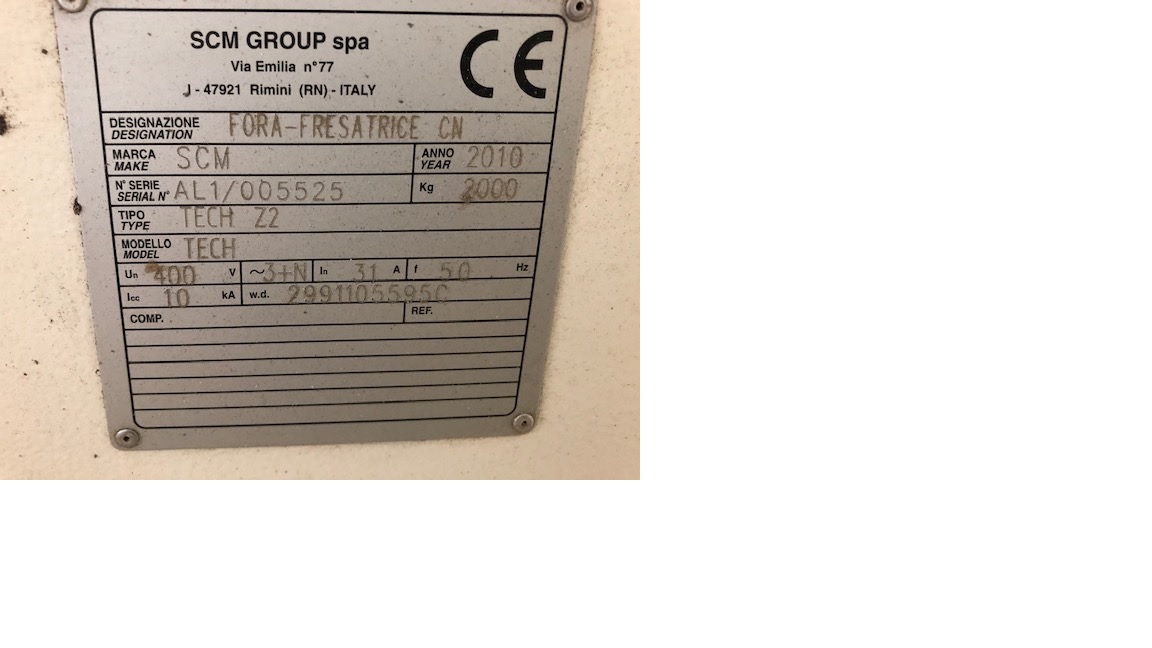 SCM GROUP spa
Via Emilia n°77
I - 47921 Rimini (RN) - ITALY
CE
DESIGNAZIONE FORA-FRESATRICE CN
DESIGNATION
MARCA SCM ANNO 2010
MAKE YEAR
N° SERIE AL1/005525 Kg 2000
SERIAL N°
TIPO TECH Z2
TYPE
MODELLO TECH
MODEL
Un 400 V ~3+N In 31 A f 50 Hz
Icc 10 kA w.d. 2991105595C
COMP. REF.